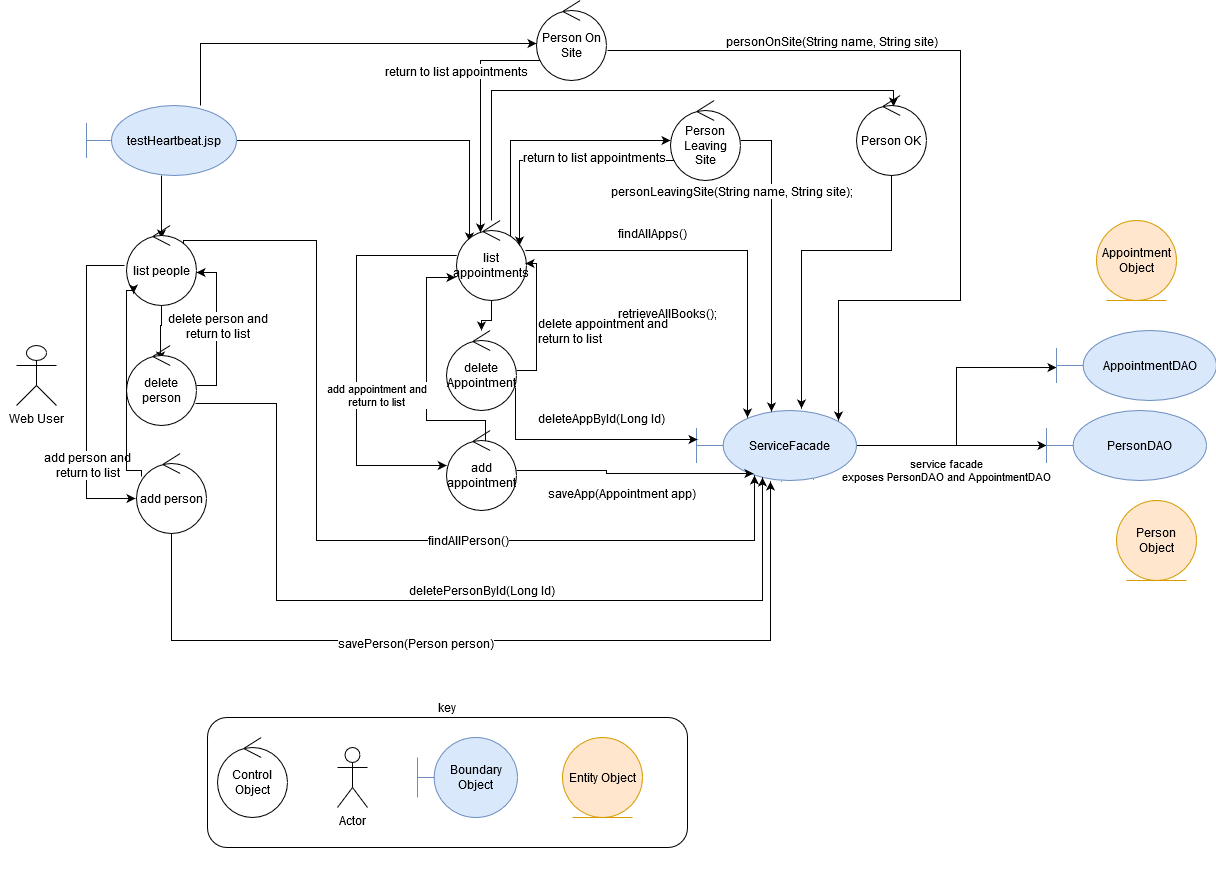 Person On
Site
personOnSite(String name, String site)
return to list appointments
testHeartbeat.jsp
Person
Leaving
Site
Person OK
return to list appointments
personLeavingSite(String name, String site);
findAllApps()
Appointment
Object
list people
list
appointments
delete person and
return to list
retrieveAllBooks();
delete appointment and
return to list
delete
person
delete
Appointment
AppointmentDAO
Web User
add appointment and
return to list
deleteAppById(Long Id)
ServiceFacade
PersonDAO
add person and
return to list
add
appointment
service facade
exposes PersonDAO and AppointmentDAO
add person
saveApp(Appointment app)
findAllPerson()
Person
Object
deletePersonById(Long Id)
savePerson(Person person)
key
Control
Object
Actor
Boundary
Object
Entity Object